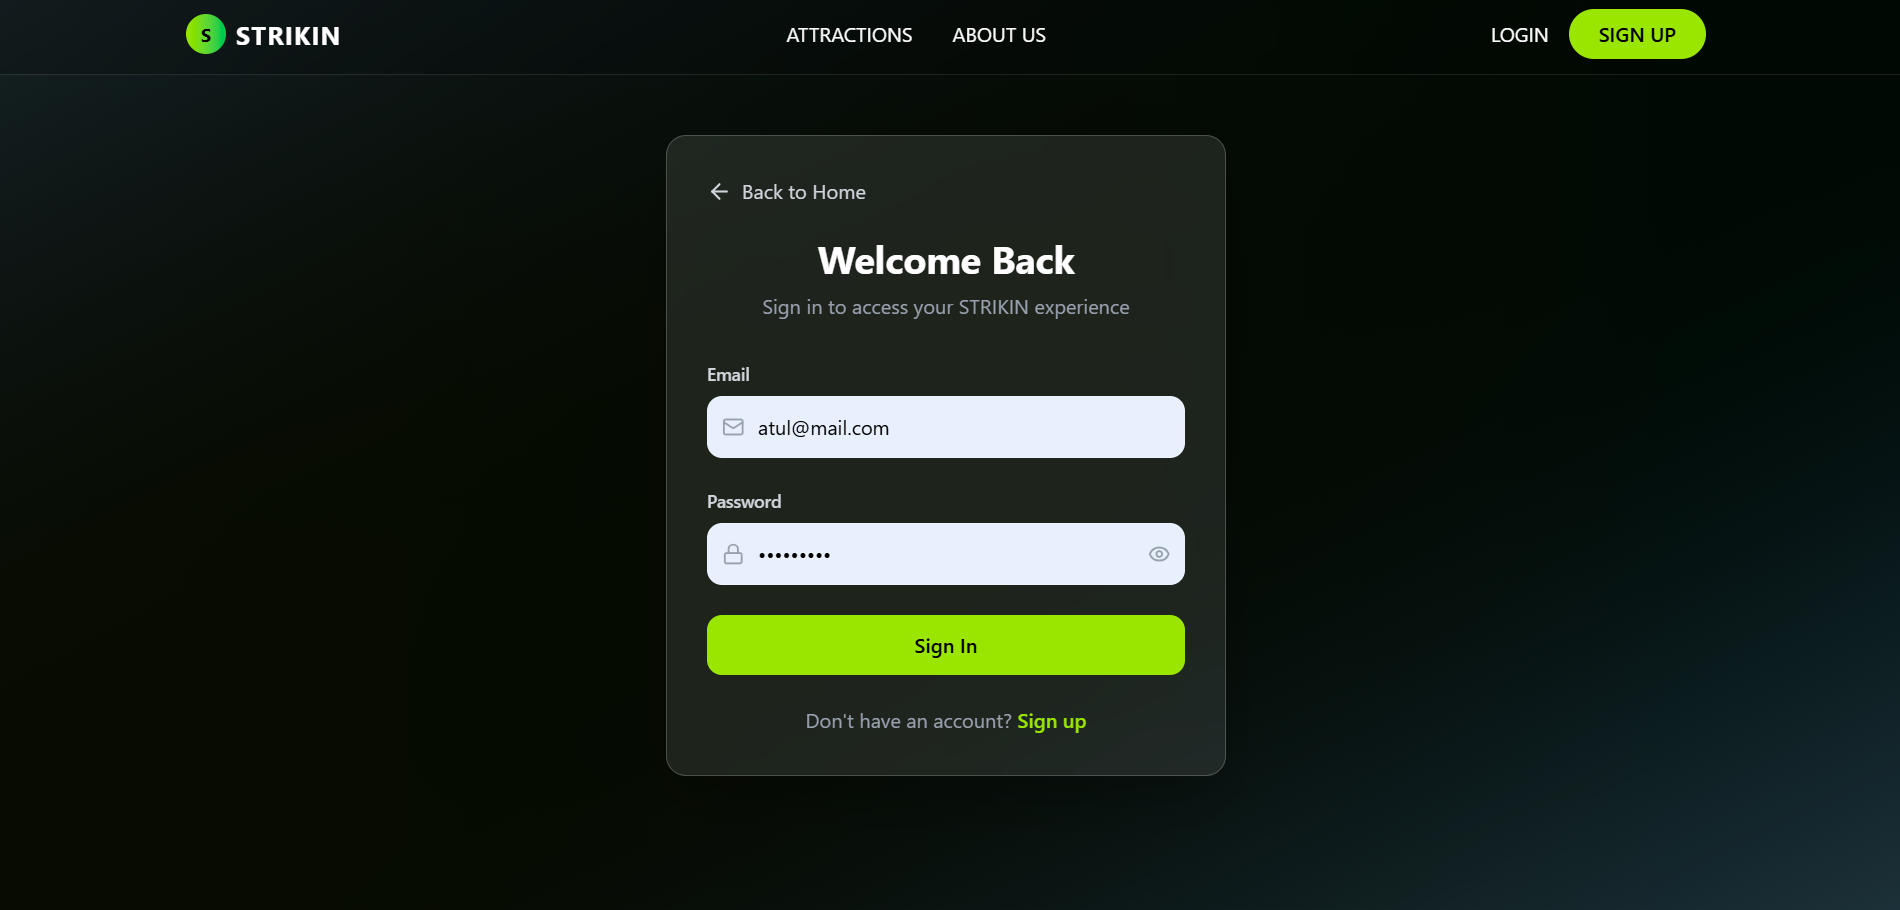 S STRIKIN ATTRACTIONS ABOUT US LOGIN SIGN UP
Back to Home
Welcome Back
Sign in to access your STRIKIN experience
Email
atul@mail.com
Password
•••••••••
Sign In
Don't have an account? Sign up